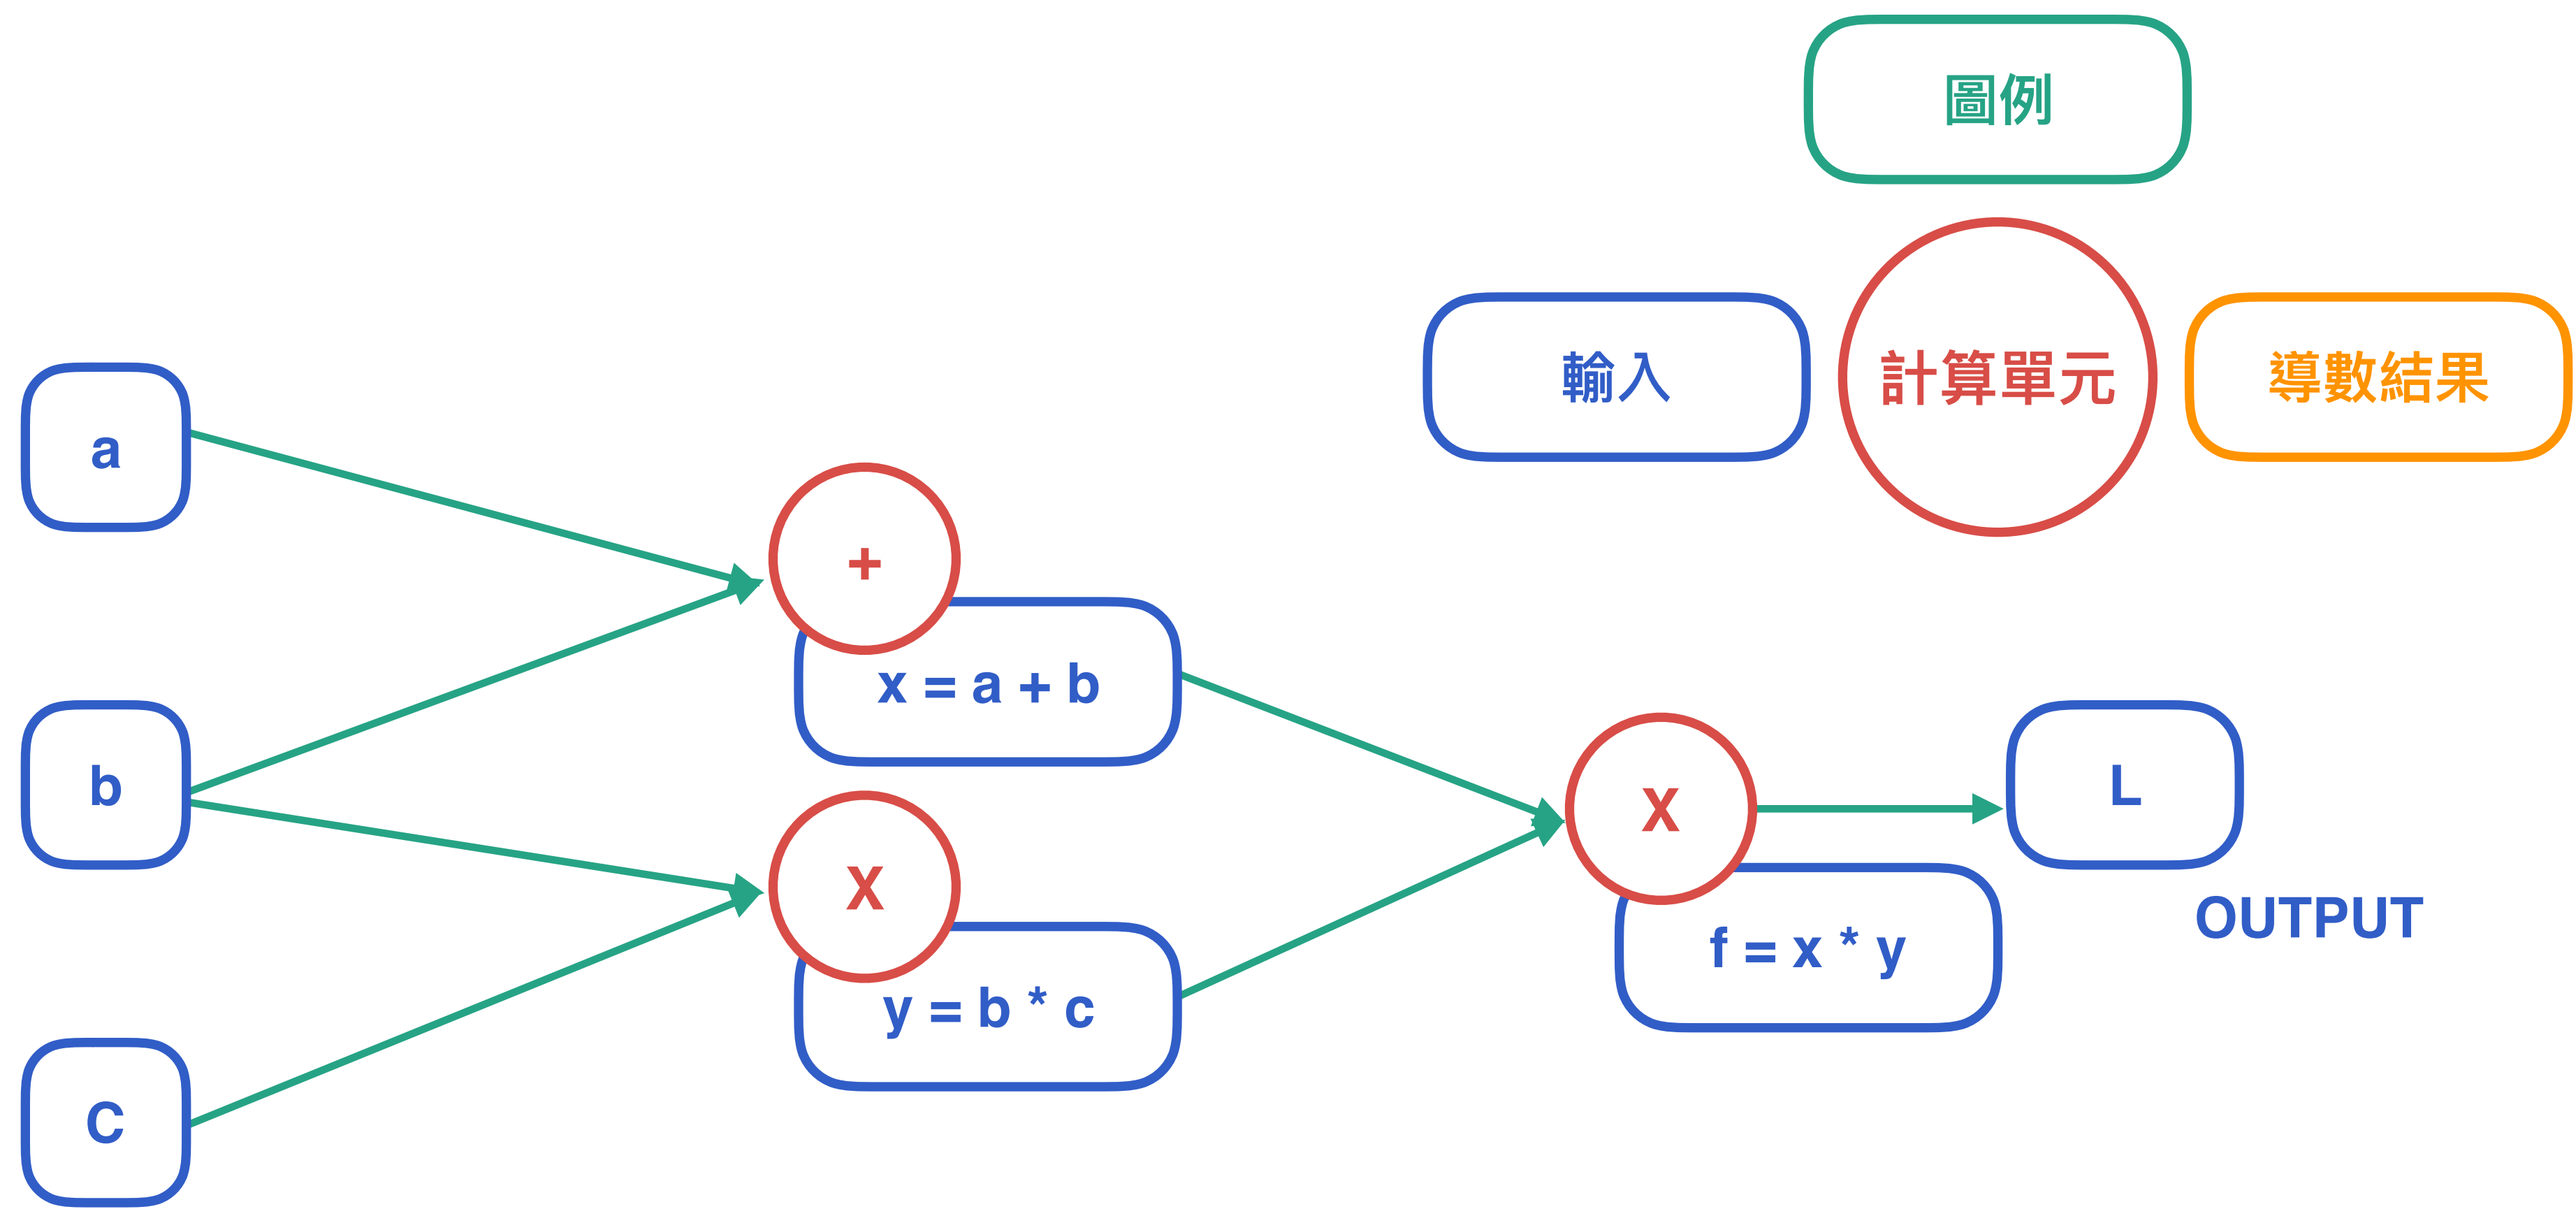 圖例
輸入
計算單元
導數結果
a
+
x = a + b
b
X
L
X
OUTPUT
f = x * y
y = b * c
C